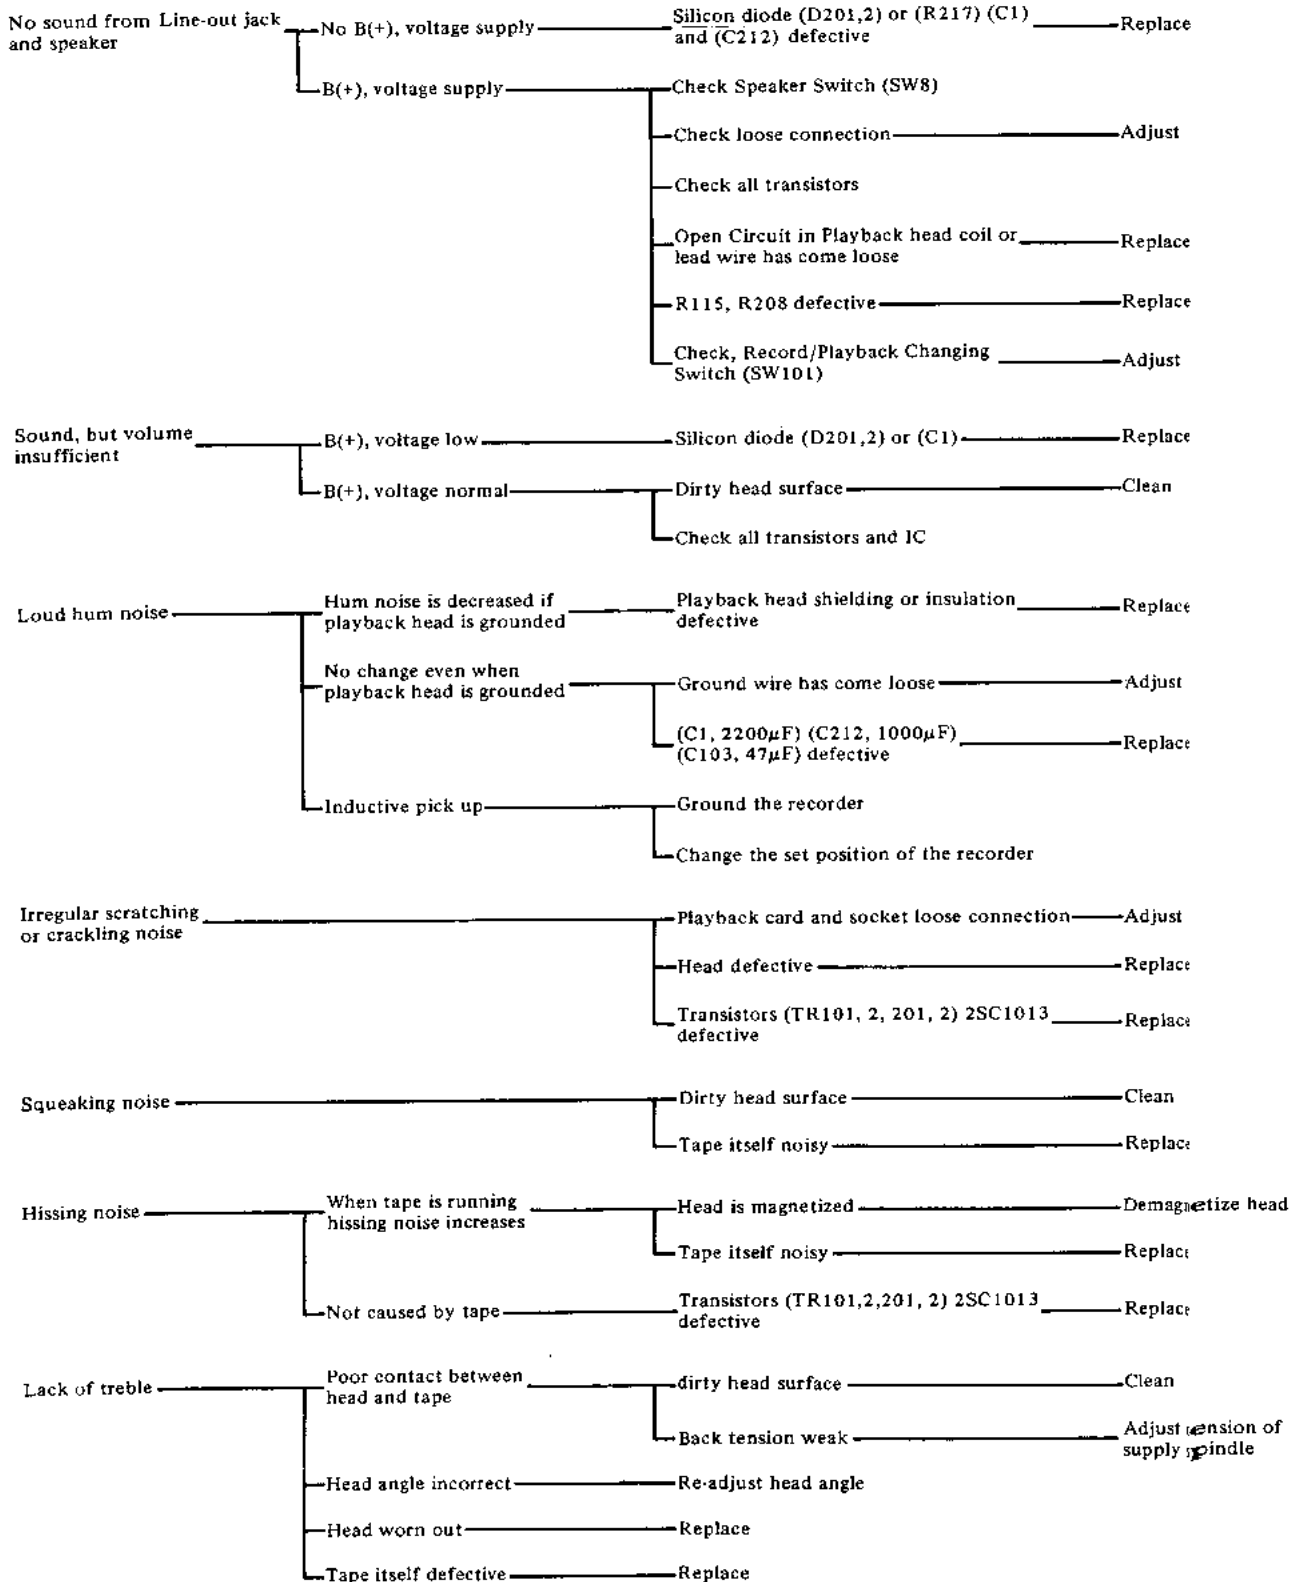 No sound from Line-out jack
and speaker
No B(+), voltage supply
Silicon diode (D201,2) or (R217) (C1)
and (C212) defective
Replace
B(+), voltage supply
Check Speaker Switch (SW8)
Check loose connection
Adjust
Check all transistors
Open Circuit in Playback head coil or
lead wire has come loose
Replace
R115, R208 defective
Replace
Check, Record/Playback Changing
Switch (SW101)
Adjust
Sound, but volume
insufficient
B(+), voltage low
Silicon diode (D201,2) or (C1)
Replace
B(+), voltage normal
Dirty head surface
Clean
Check all transistors and IC
Loud hum noise
Hum noise is decreased if
playback head is grounded
Playback head shielding or insulation
defective
Replace
No change even when
playback head is grounded
Ground wire has come loose
Adjust
(C1, 2200μF) (C212, 1000μF)
(C103, 47μF) defective
Replace
Inductive pick up
Ground the recorder
Change the set position of the recorder
Irregular scratching
or crackling noise
Playback card and socket loose connection
Adjust
Head defective
Replace
Transistors (TR101, 2, 201, 2) 2SC1013
defective
Replace
Squeaking noise
Dirty head surface
Clean
Tape itself noisy
Replace
Hissing noise
When tape is running
hissing noise increases
Head is magnetized
Demagnetize head
Tape itself noisy
Replace
Not caused by tape
Transistors (TR101,2,201, 2) 2SC1013
defective
Replace
Lack of treble
Poor contact between
head and tape
dirty head surface
Clean
Back tension weak
Adjust tension of
supply spindle
Head angle incorrect
Re-adjust head angle
Head worn out
Replace
Tape itself defective
Replace